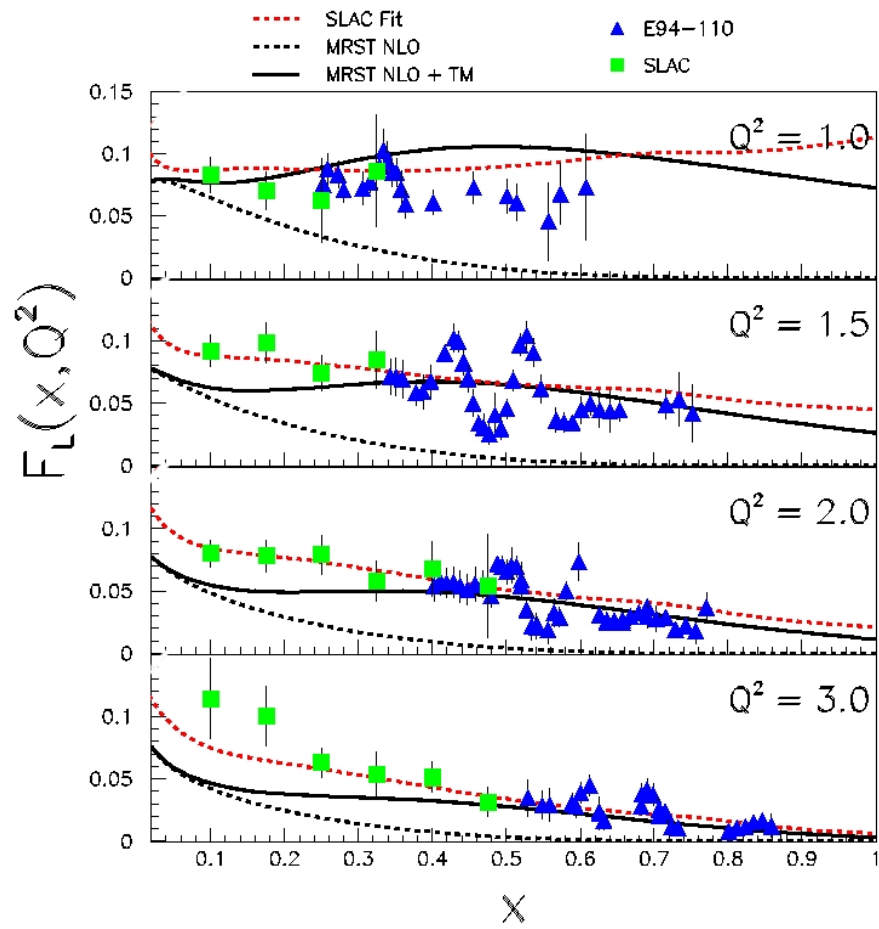 SLAC Fit
MRST NLO
MRST NLO + TM
E94-110
SLAC
F_L(x,Q²)
0.15
0.1
0.05
0
Q² = 1.0
0.1
0.05
0
Q² = 1.5
0.1
0.05
0
Q² = 2.0
0.1
0.05
0
Q² = 3.0
0.1 0.2 0.3 0.4 0.5 0.6 0.7 0.8 0.9 1
x